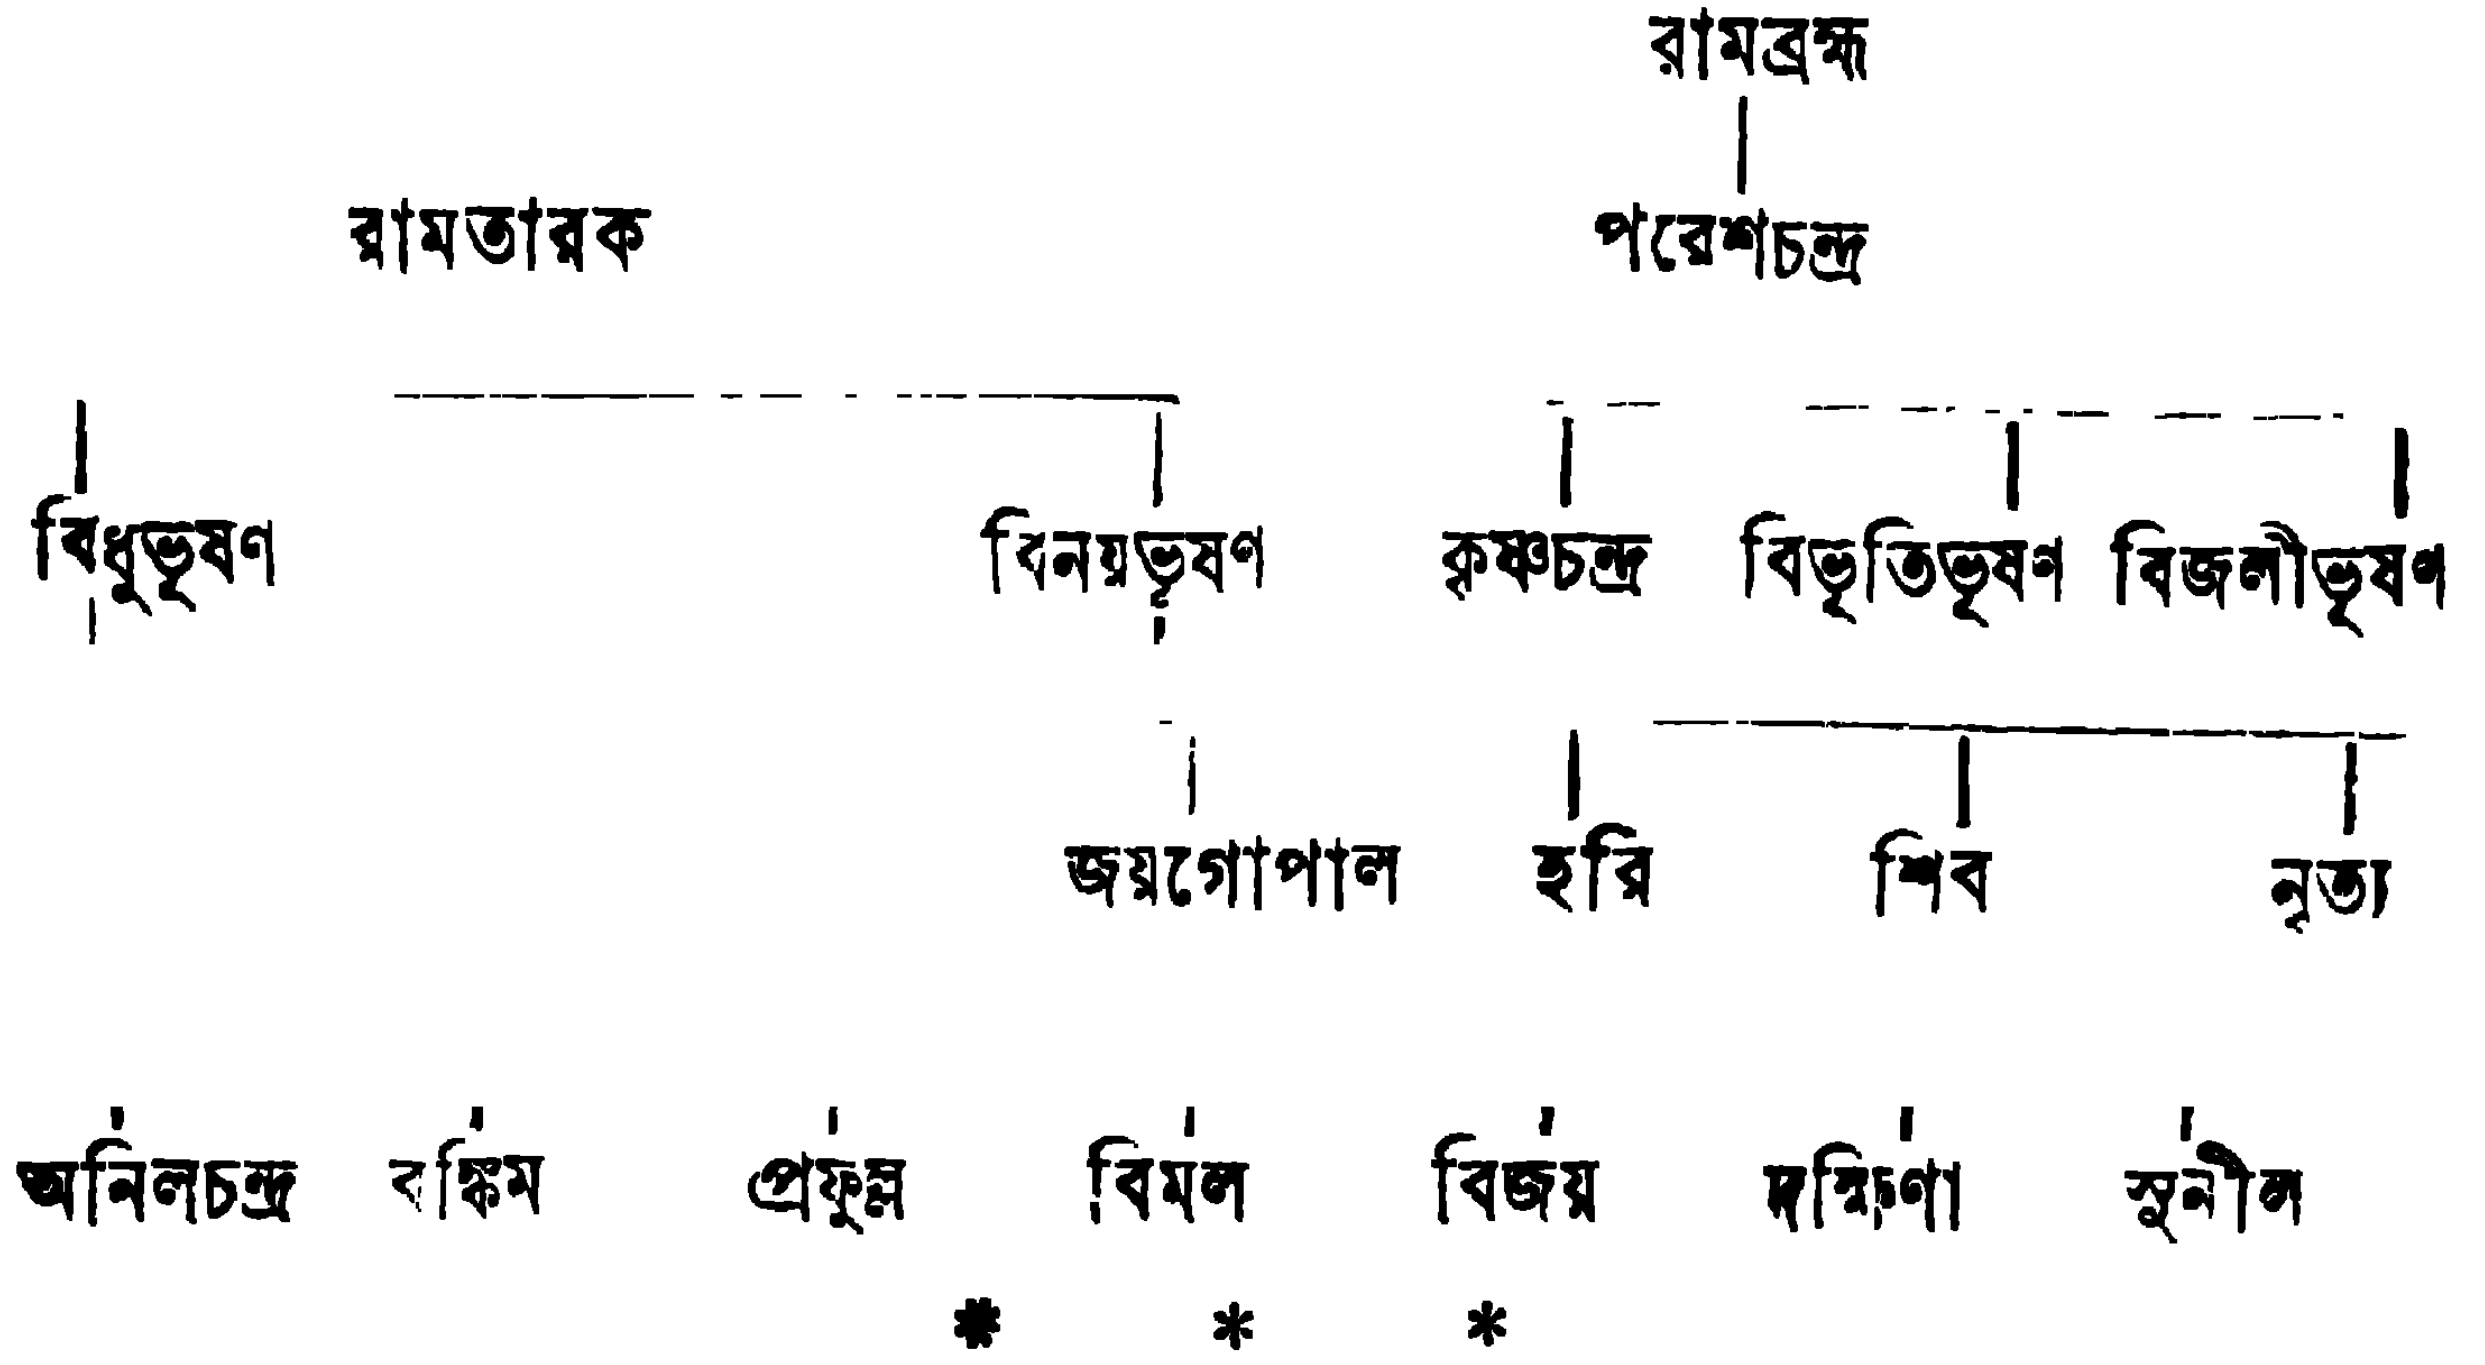 রামব্রহ্ম
রামতারক পরেশচন্দ্র
বিধুভূষণ বিনয়ভূষণ কৃষ্ণচন্দ্র বিভূতিভূষণ বিজলীভূষণ
জয়গোপাল হরি শিব নৃত্য
অনিলচন্দ্র বঙ্কিম প্রফুল্ল বিমল বিজয় দক্ষিণা সুনীল
* * *